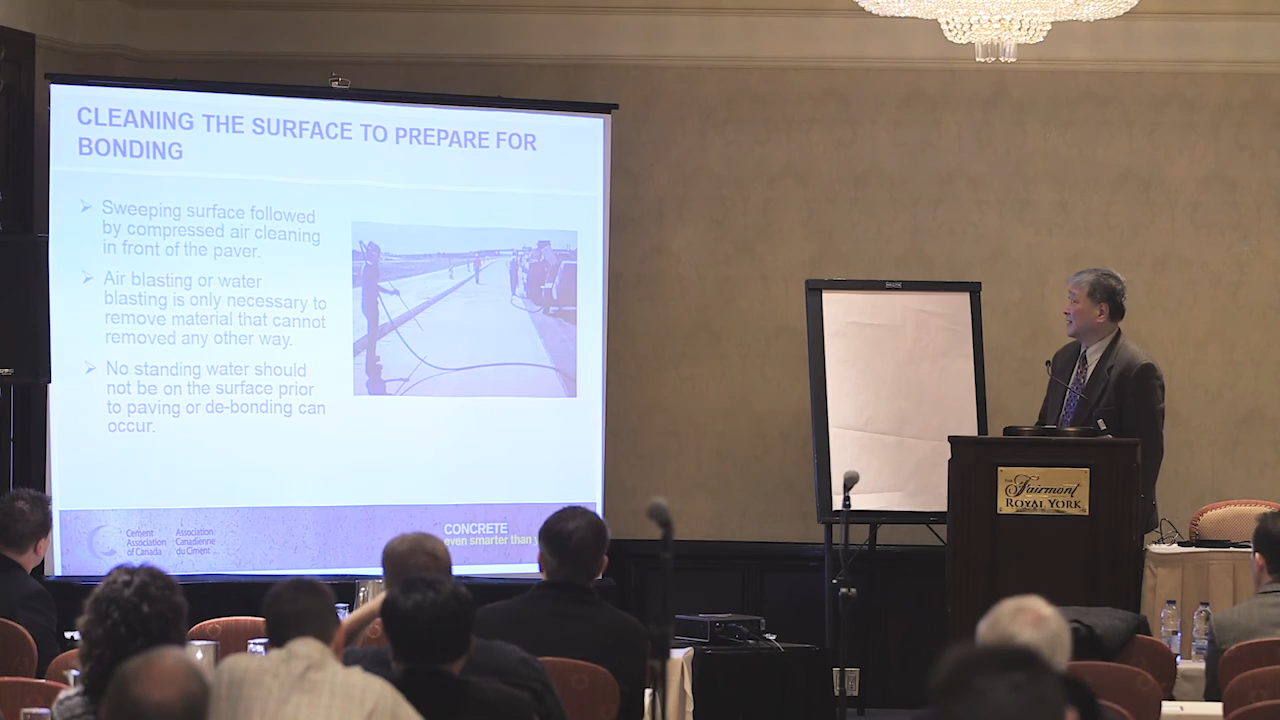 CLEANING THE SURFACE TO PREPARE FOR
BONDING
Sweeping surface followed
by compressed air cleaning
in front of the paver.
Air blasting or water
blasting is only necessary to
remove material that cannot
removed any other way.
No standing water should
not be on the surface prior
to paving or de-bonding can
occur.
Cement
Association
of Canada
Association
Canadienne
du Ciment
CONCRETE
even smarter than
THE
Fairmont
ROYAL YORK